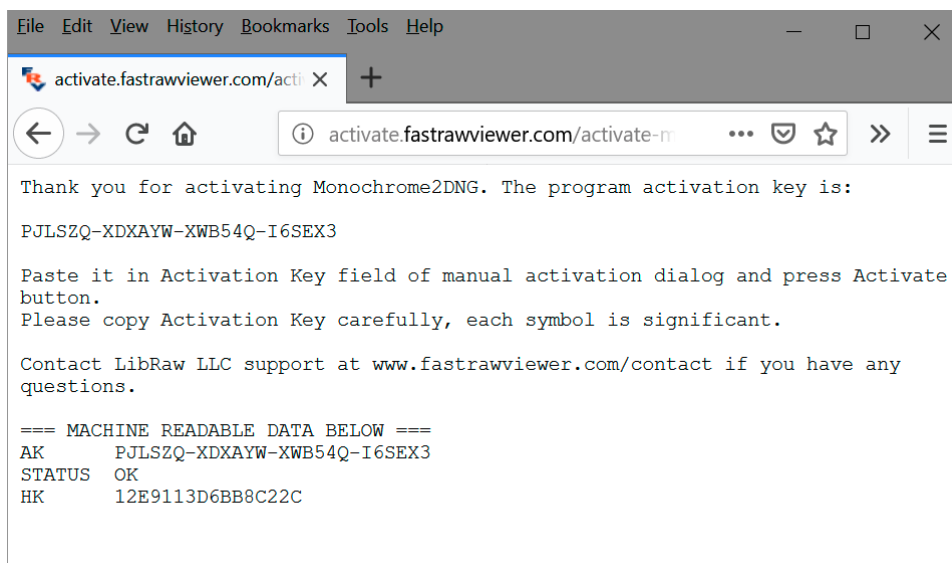 File Edit View History Bookmarks Tools Help
activate.fastrawviewer.com/acti
activate.fastrawviewer.com/activate-m
Thank you for activating Monochrome2DNG. The program activation key is:
PJLSZQ-XDXAYW-XWB54Q-I6SEX3
Paste it in Activation Key field of manual activation dialog and press Activate
button.
Please copy Activation Key carefully, each symbol is significant.
Contact LibRaw LLC support at www.fastrawviewer.com/contact if you have any
questions.
=== MACHINE READABLE DATA BELOW ===
AK PJLSZQ-XDXAYW-XWB54Q-I6SEX3
STATUS OK
HK 12E9113D6BB8C22C